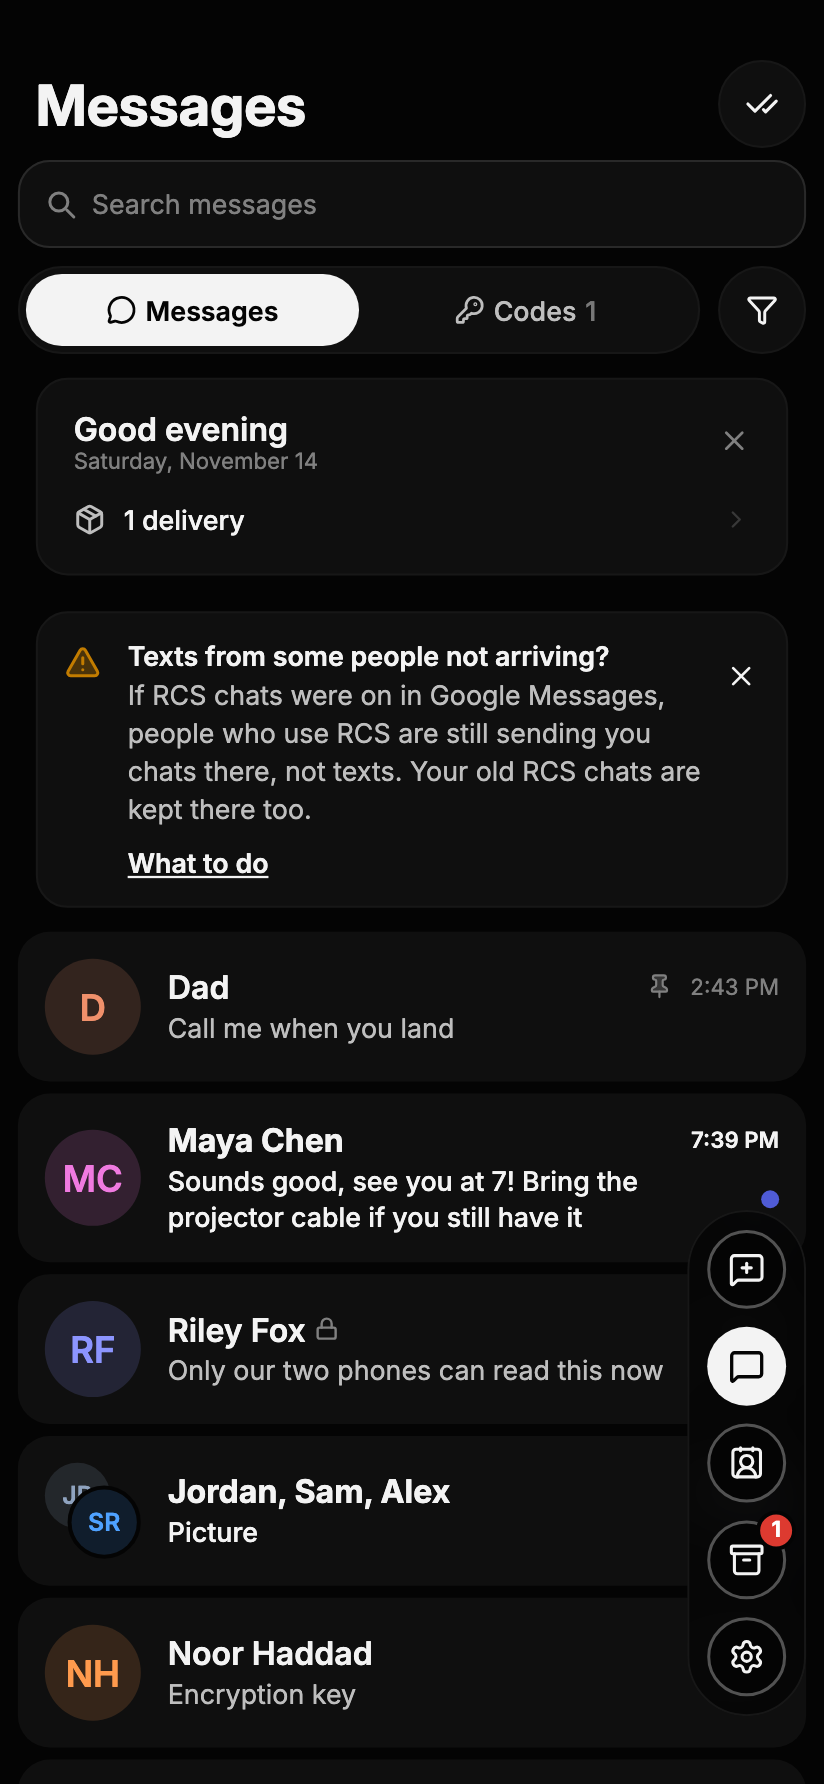 Messages
Search messages
Messages
Codes 1
Good evening
Saturday, November 14
1 delivery
Texts from some people not arriving?
If RCS chats were on in Google Messages,
people who use RCS are still sending you
chats there, not texts. Your old RCS chats are
kept there too.
What to do
D
Dad
2:43 PM
Call me when you land
MC
Maya Chen
7:39 PM
Sounds good, see you at 7! Bring the
projector cable if you still have it
RF
Riley Fox
Only our two phones can read this now
SR
Jordan, Sam, Alex
Picture
1
NH
Noor Haddad
Encryption key